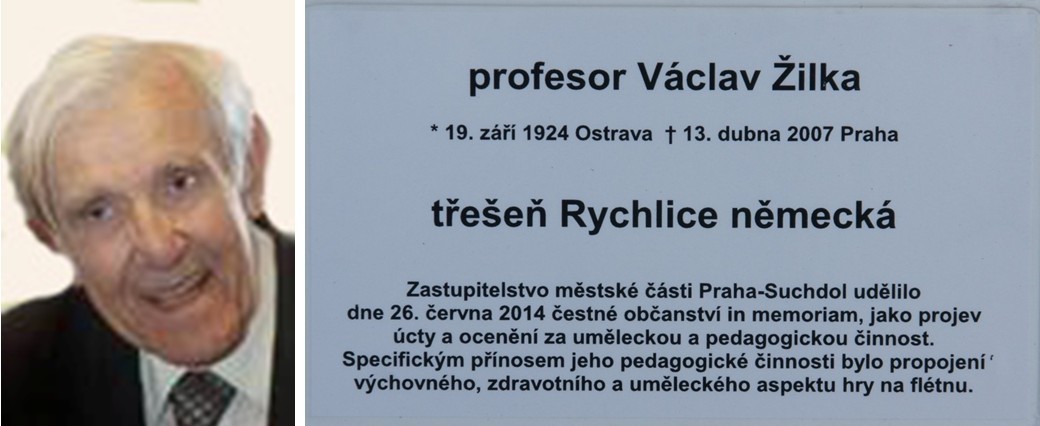 profesor Václav Žilka
* 19. září 1924 Ostrava † 13. dubna 2007 Praha
třešeň Rychlice německá
Zastupitelstvo městské části Praha-Suchdol udělilo
dne 26. června 2014 čestné občanství in memoriam, jako projev
úcty a ocenění za uměleckou a pedagogickou činnost.
Specifickým přínosem jeho pedagogické činnosti bylo propojení
výchovného, zdravotního a uměleckého aspektu hry na flétnu.